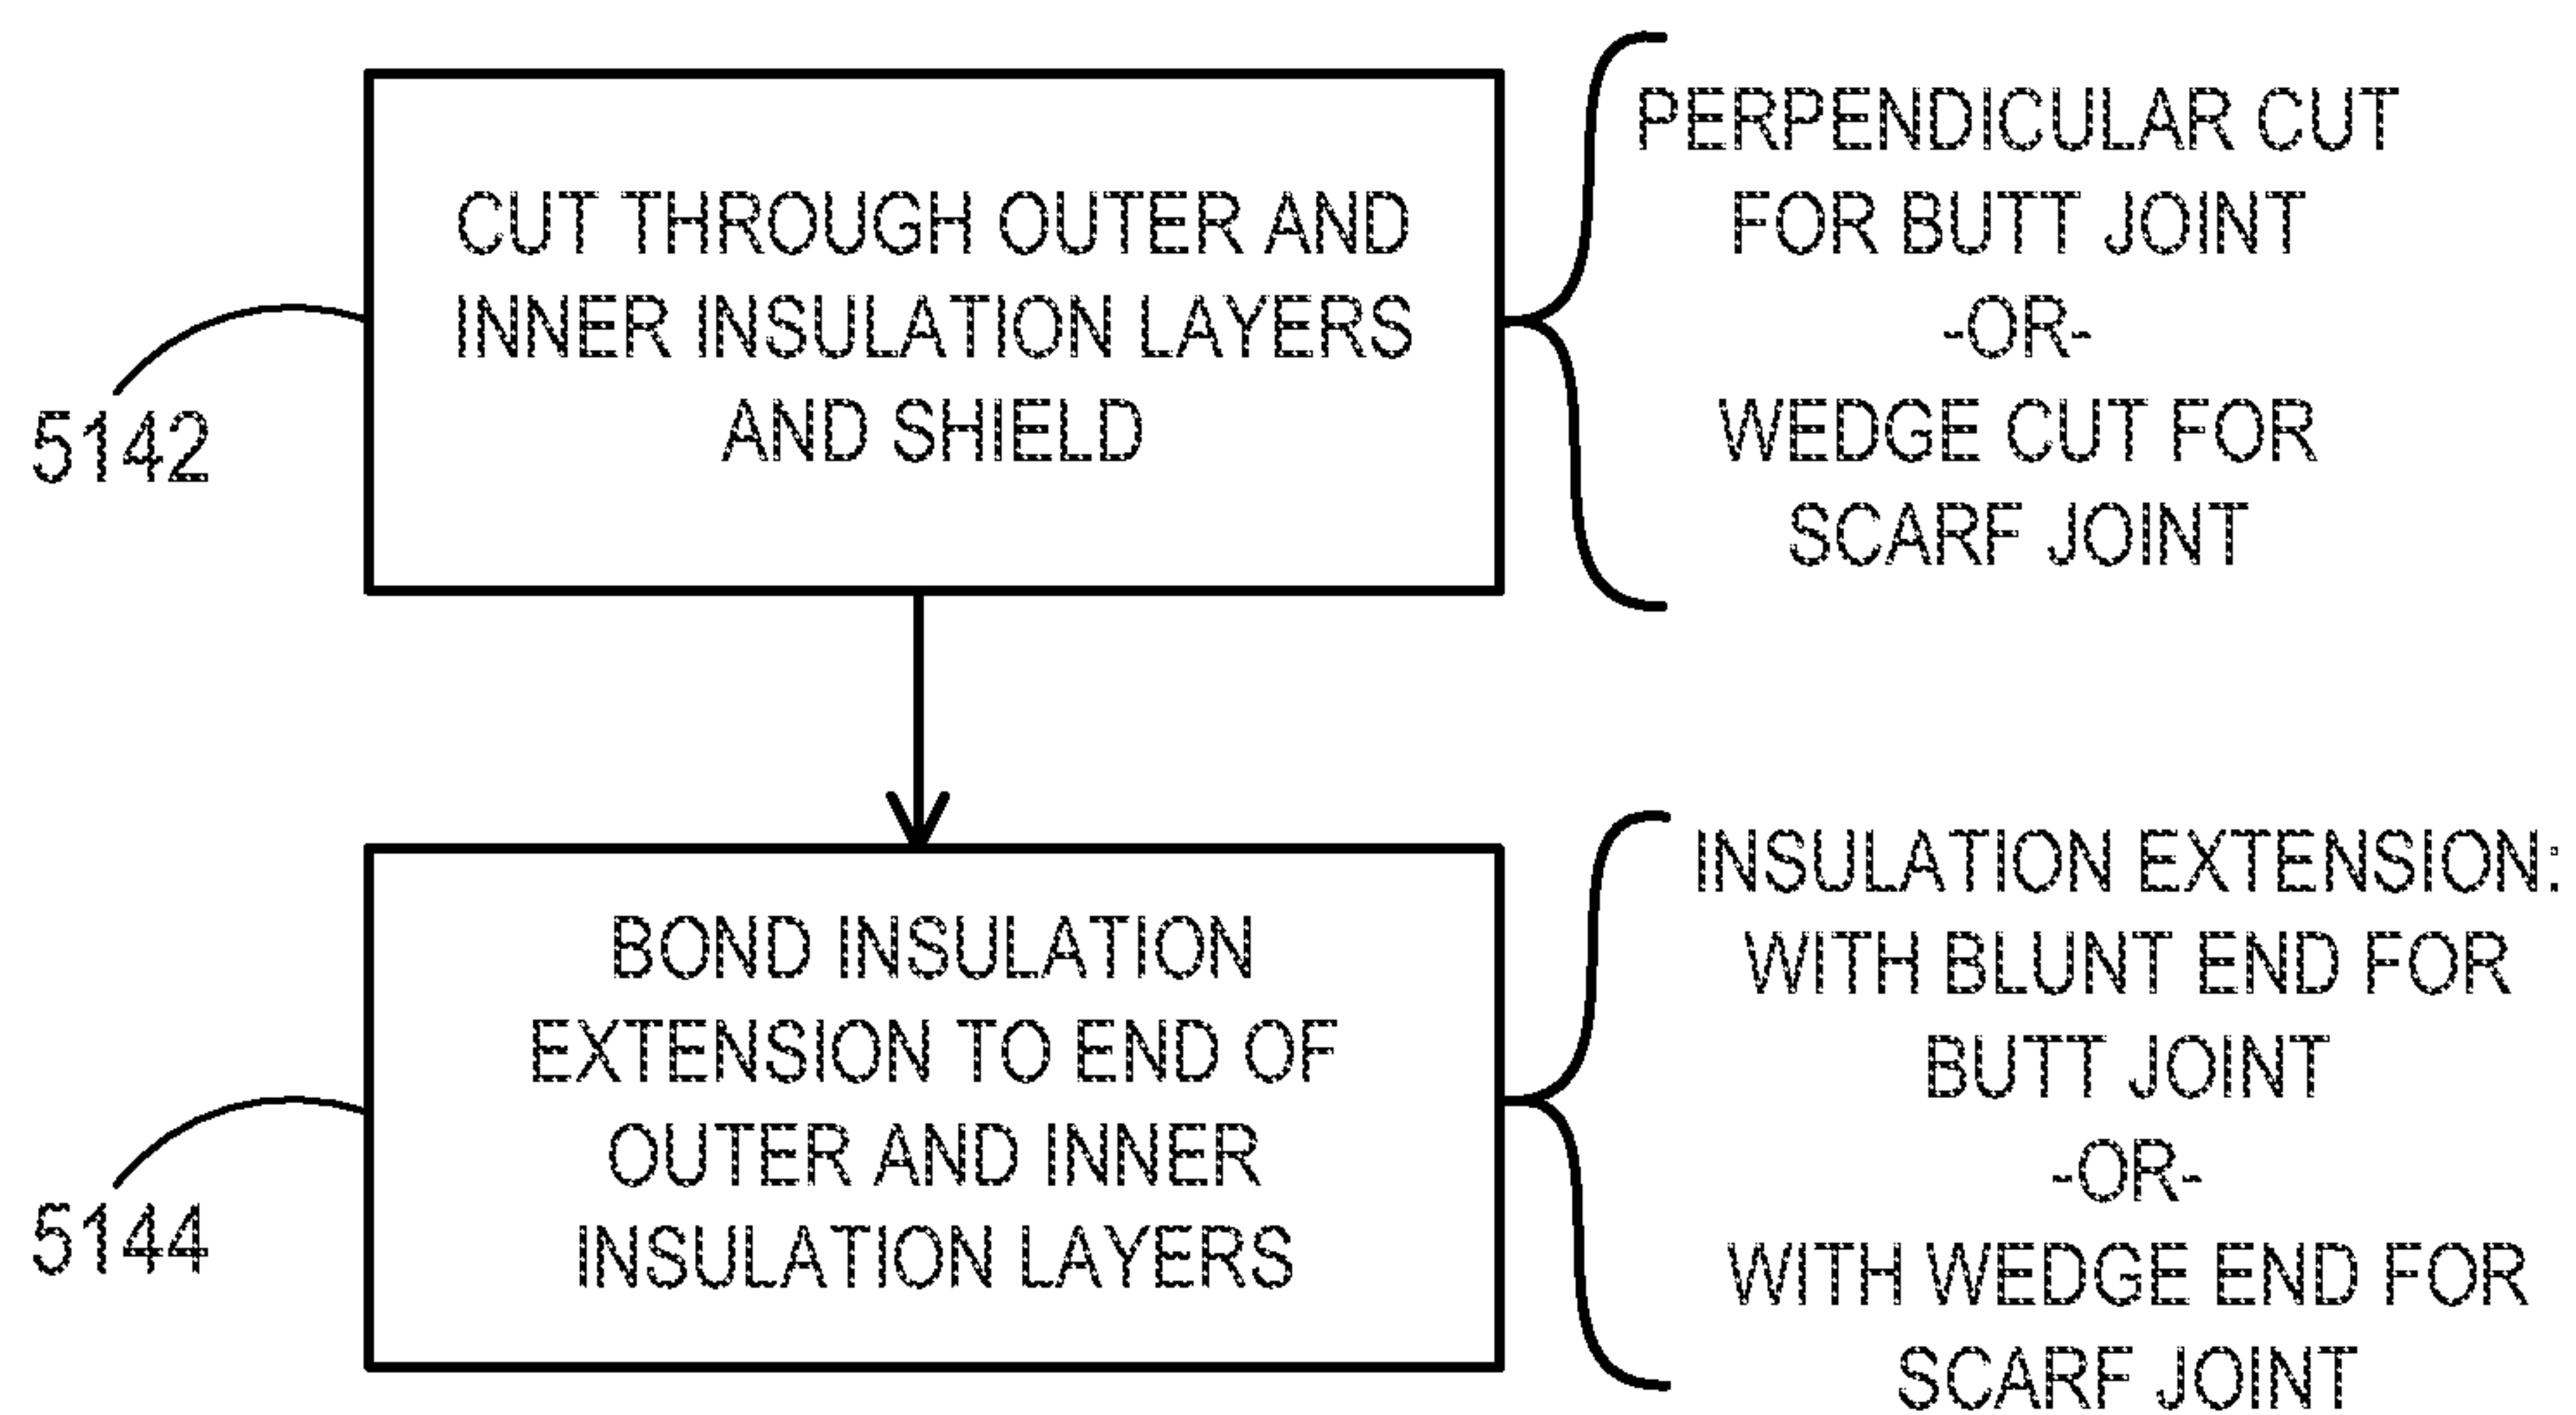 CUT THROUGH OUTER AND
INNER INSULATION LAYERS
AND SHIELD
5142
PERPENDICULAR CUT
FOR BUTT JOINT
-OR-
WEDGE CUT FOR
SCARF JOINT
BOND INSULATION
EXTENSION TO END OF
OUTER AND INNER
INSULATION LAYERS
5144
INSULATION EXTENSION:
WITH BLUNT END FOR
BUTT JOINT
-OR-
WITH WEDGE END FOR
SCARF JOINT